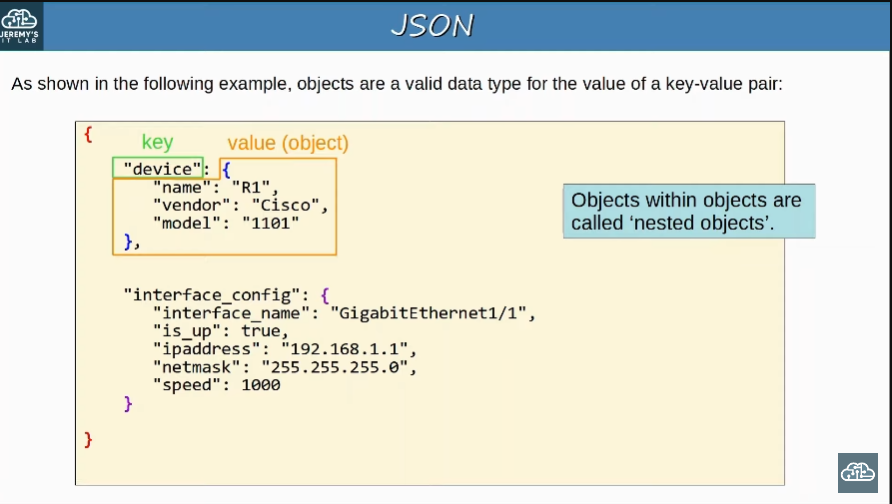 JEREMY'S
IT LAB
JSON
As shown in the following example, objects are a valid data type for the value of a key-value pair:
{
key
value (object)
"device": {
"name": "R1",
"vendor": "Cisco",
"model": "1101"
},
Objects within objects are
called ‘nested objects’.
"interface_config": {
"interface_name": "GigabitEthernet1/1",
"is_up": true,
"ipaddress": "192.168.1.1",
"netmask": "255.255.255.0",
"speed": 1000
}
}